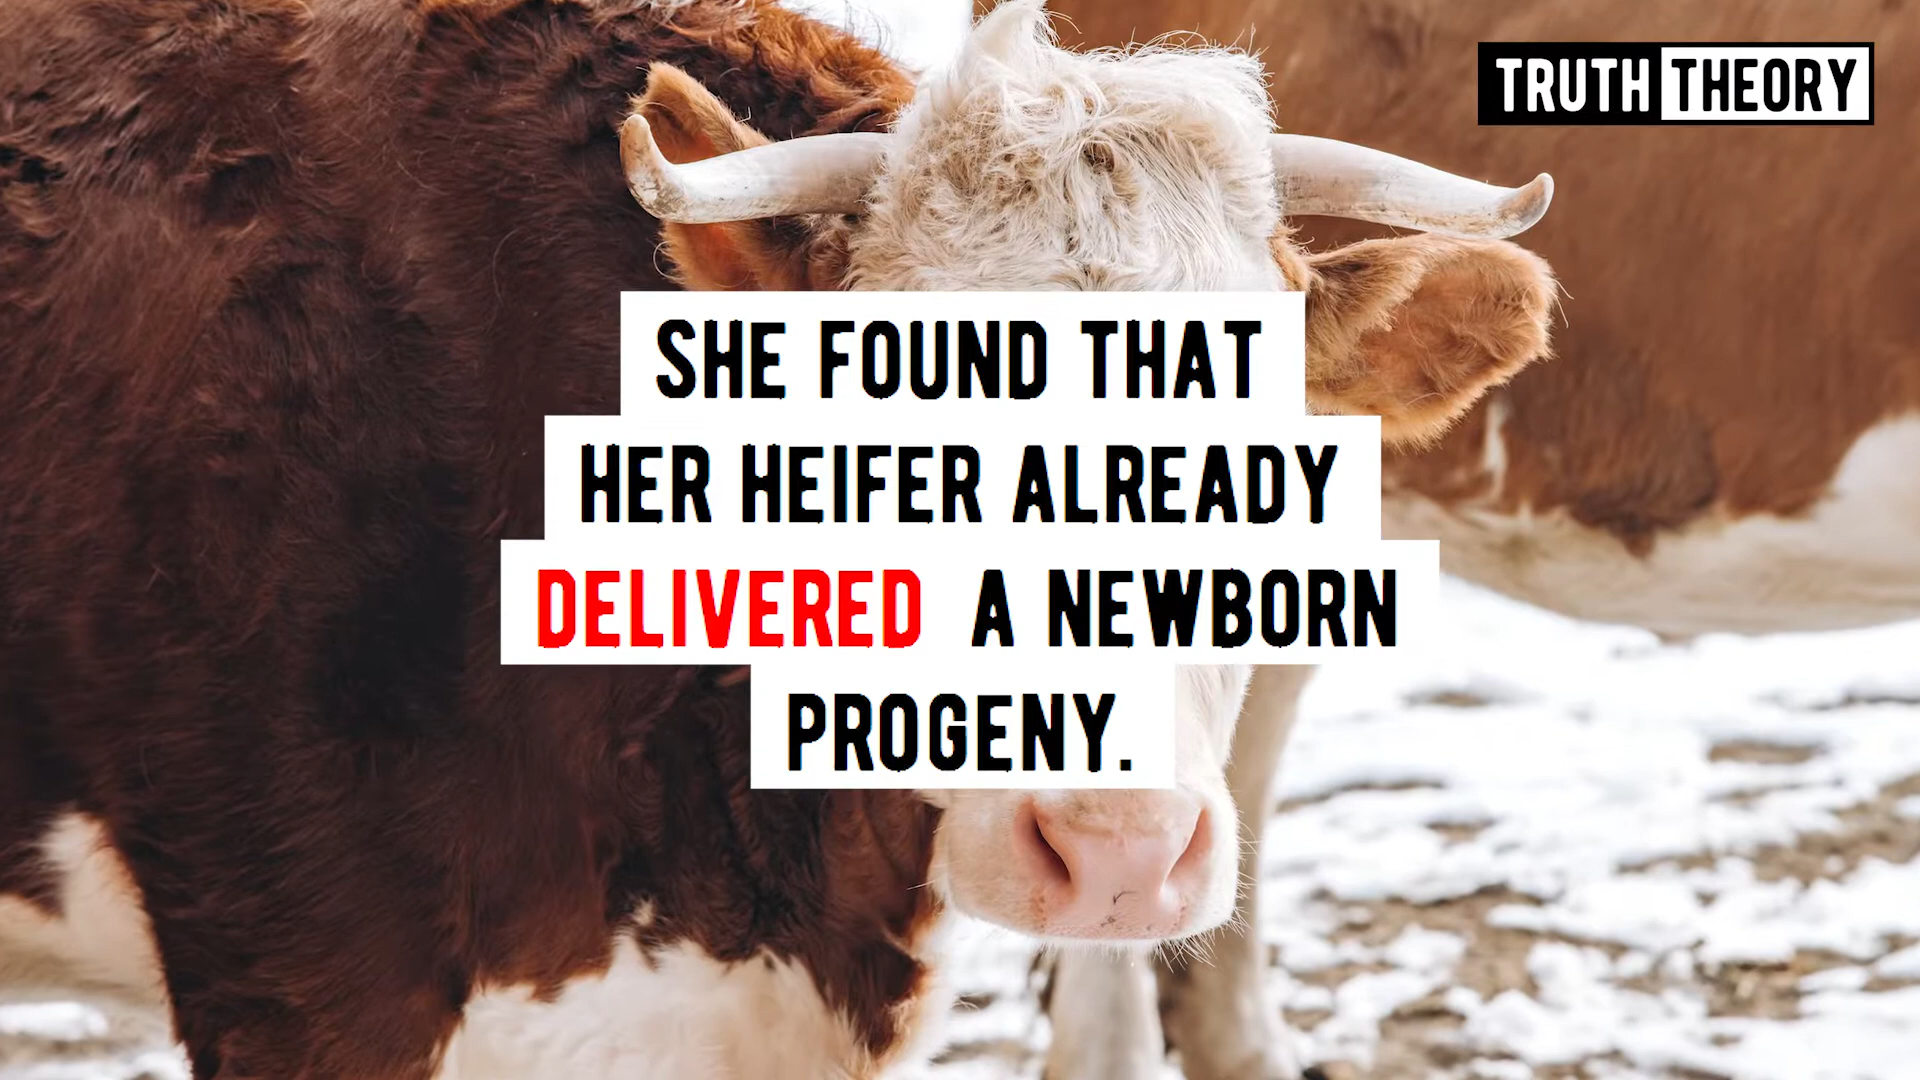 TRUTH THEORY
SHE FOUND THAT
HER HEIFER ALREADY
DELIVERED A NEWBORN
PROGENY.